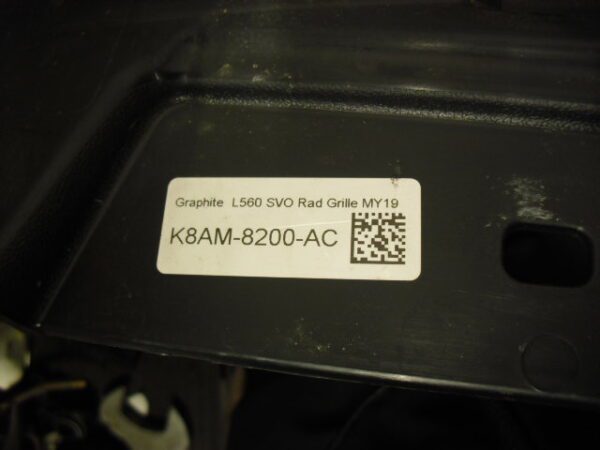 Graphite L560 SVO Rad Grille MY19
K8AM-8200-AC